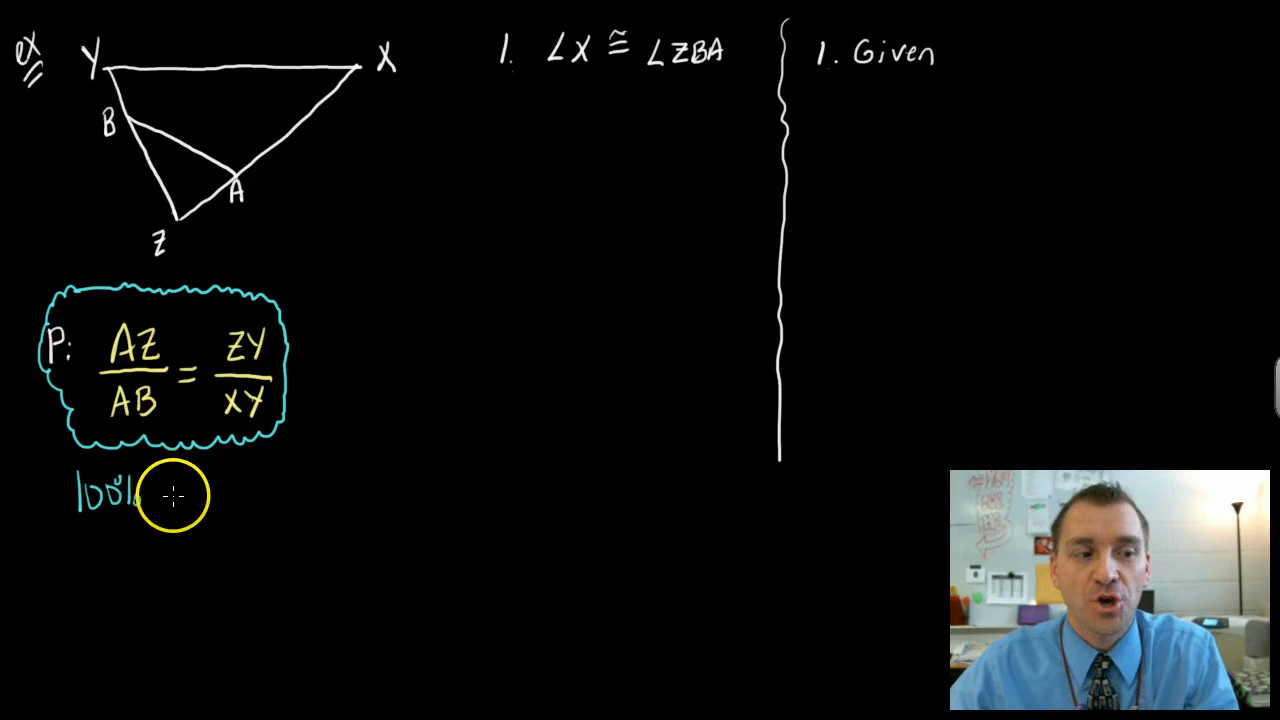 ex
Y X
B
A
Z
1. ∠X ≅ ∠ZBA
1. Given
P: AZ/AB = ZY/XY
100%